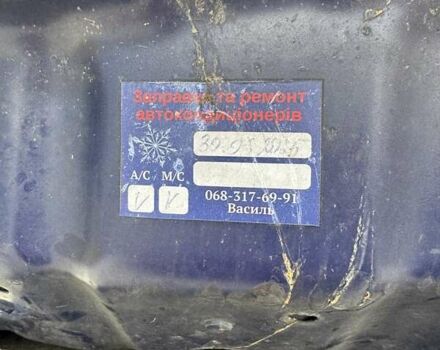 Заправка та ремонт
автокондиціонерів
A/C M/C
V V
068-317-69-91
Василь